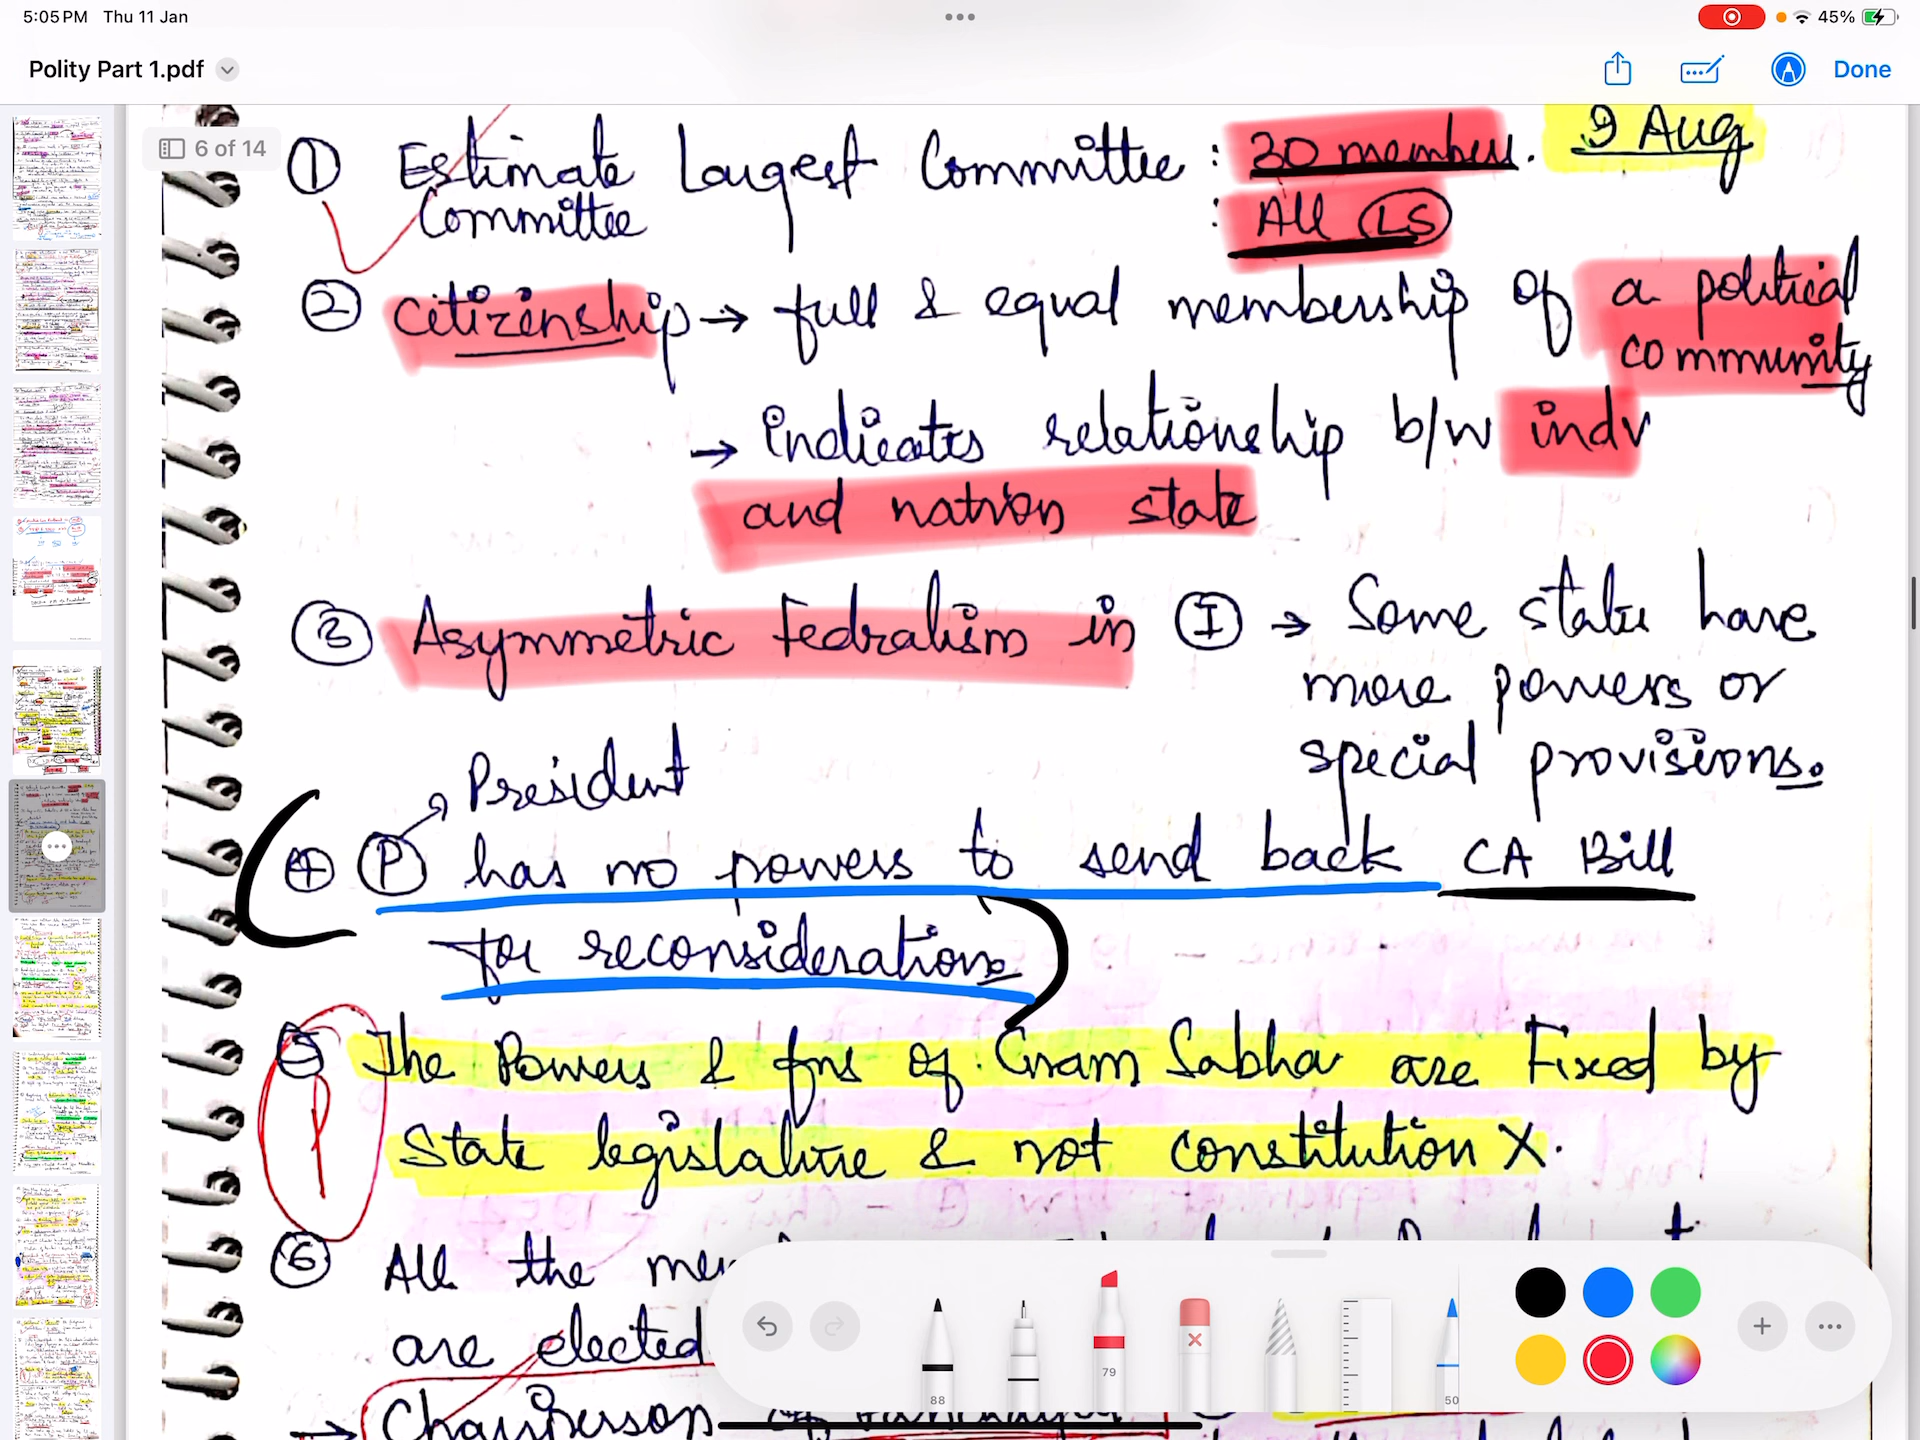 5:05 PM Thu 11 Jan
45%
Polity Part 1.pdf
Done
6 of 14
9 Aug
① Estimate Largest Committee : 30 member.
Committee : All LS
② Citizenship → full & equal membership of a political
community
→ indicates relationship b/w indv
and nation state
③ Asymmetric Fedralism in I → Some state have
more powers or
special provisions.
President
④ P has no powers to send back CA Bill
for reconsideration
⑤ The Powers & fns of Gram Sabha are Fixed by
State legislative & not constitution X.
⑥ All the
are elected
→ Chairperson of
88
79
50